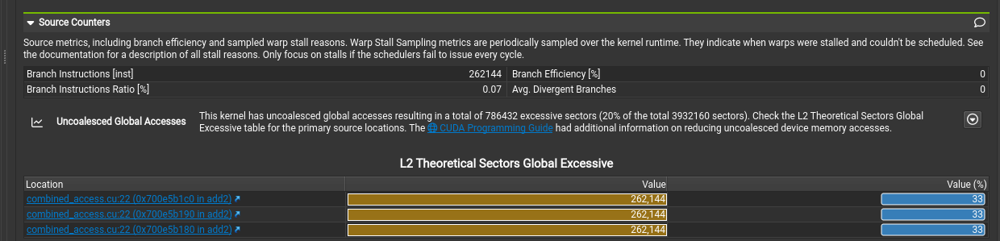 Source Counters
Source metrics, including branch efficiency and sampled warp stall reasons. Warp Stall Sampling metrics are periodically sampled over the kernel runtime. They indicate when warps were stalled and couldn't be scheduled. See
the documentation for a description of all stall reasons. Only focus on stalls if the schedulers fail to issue every cycle.
Branch Instructions [inst] 262144 Branch Efficiency [%] 0
Branch Instructions Ratio [%] 0.07 Avg. Divergent Branches 0
This kernel has uncoalesced global accesses resulting in a total of 786432 excessive sectors (20% of the total 3932160 sectors). Check the L2 Theoretical Sectors Global
Uncoalesced Global Accesses
Excessive table for the primary source locations. The CUDA Programming Guide had additional information on reducing uncoalesced device memory accesses.
L2 Theoretical Sectors Global Excessive
Location Value Value (%)
combined_access.cu:22 (0x700e5b1c0 in add2) 262,144 33
combined_access.cu:22 (0x700e5b190 in add2) 262,144 33
combined_access.cu:22 (0x700e5b180 in add2) 262,144 33